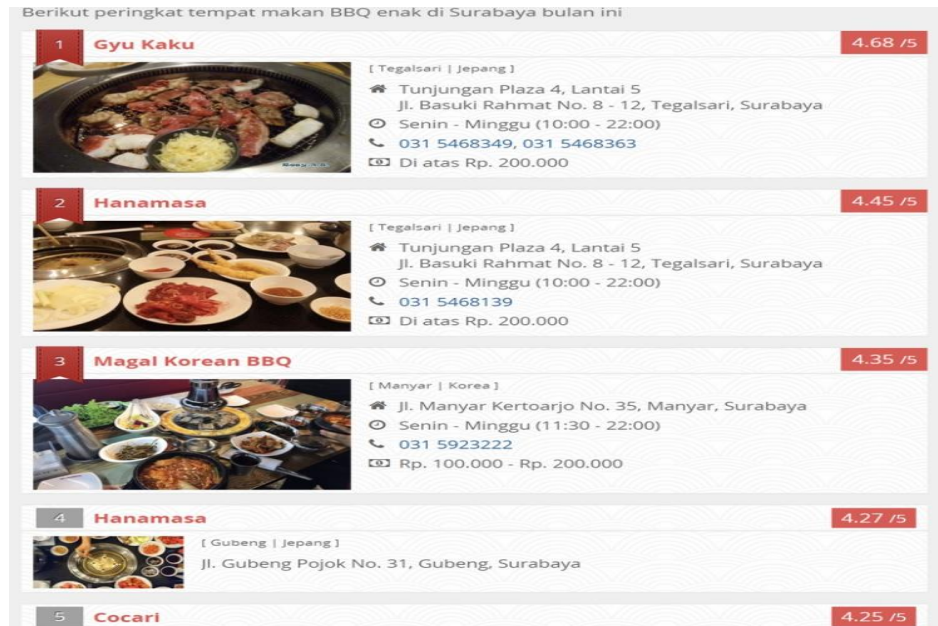 Berikut peringkat tempat makan BBQ enak di Surabaya bulan ini
1 Gyu Kaku 4.68 /5
[ Tegalsari | Jepang ]
Tunjungan Plaza 4, Lantai 5
Jl. Basuki Rahmat No. 8 - 12, Tegalsari, Surabaya
Senin - Minggu (10:00 - 22:00)
031 5468349, 031 5468363
Di atas Rp. 200.000
2 Hanamasa 4.45 /5
[ Tegalsari | Jepang ]
Tunjungan Plaza 4, Lantai 5
Jl. Basuki Rahmat No. 8 - 12, Tegalsari, Surabaya
Senin - Minggu (10:00 - 22:00)
031 5468139
Di atas Rp. 200.000
3 Magal Korean BBQ 4.35 /5
[ Manyar | Korea ]
Jl. Manyar Kertoarjo No. 35, Manyar, Surabaya
Senin - Minggu (11:30 - 22:00)
031 5923222
Rp. 100.000 - Rp. 200.000
4 Hanamasa 4.27 /5
[ Gubeng | Jepang ]
Jl. Gubeng Pojok No. 31, Gubeng, Surabaya
5 Cocari 4.25 /5